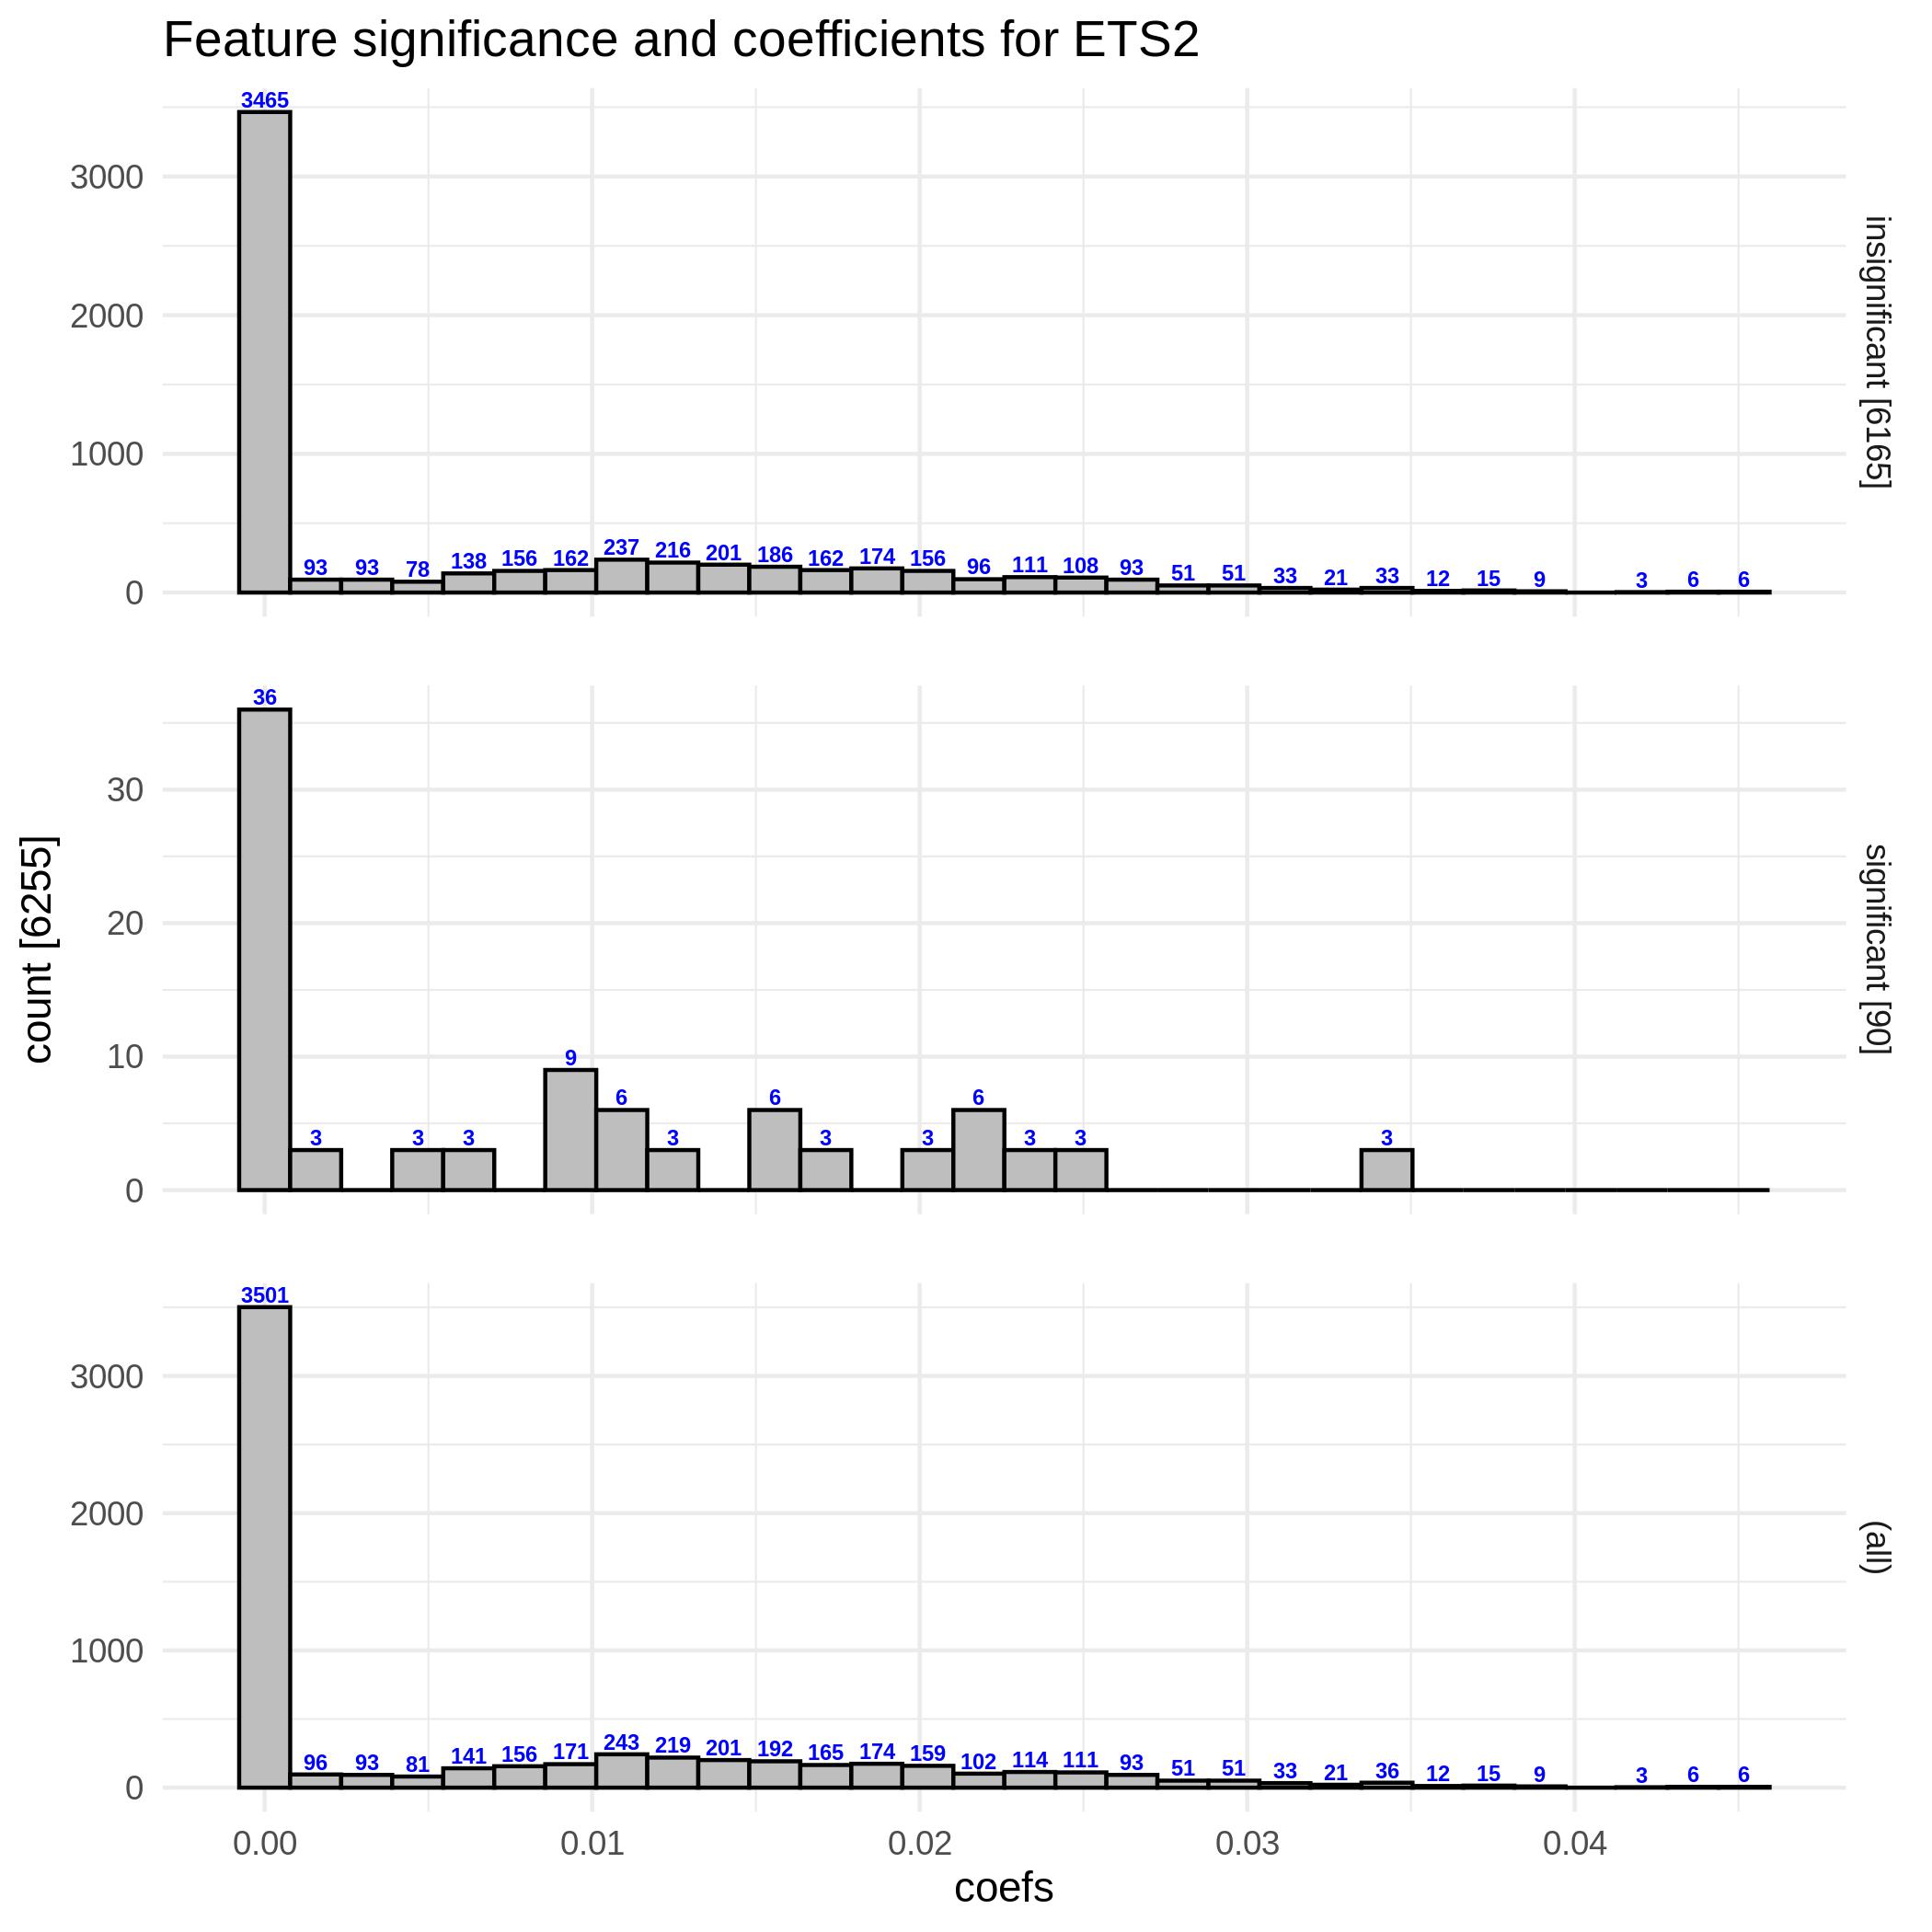 Feature significance and coefficients for ETS2
3465
3000
2000
1000
0
93 93 78 138 156 162 237 216 201 186 162 174 156 96 111 108 93 51 51 33 21 33 12 15 9 3 6 6
insignificant [6165]
36
30
20
10
0
3 3 3 9 6 3 6 3 3 6 3 3 3
significant [90]
count [6255]
3501
3000
2000
1000
0
96 93 81 141 156 171 243 219 201 192 165 174 159 102 114 111 93 51 51 33 21 36 12 15 9 3 6 6
(all)
0.00 0.01 0.02 0.03 0.04
coefs